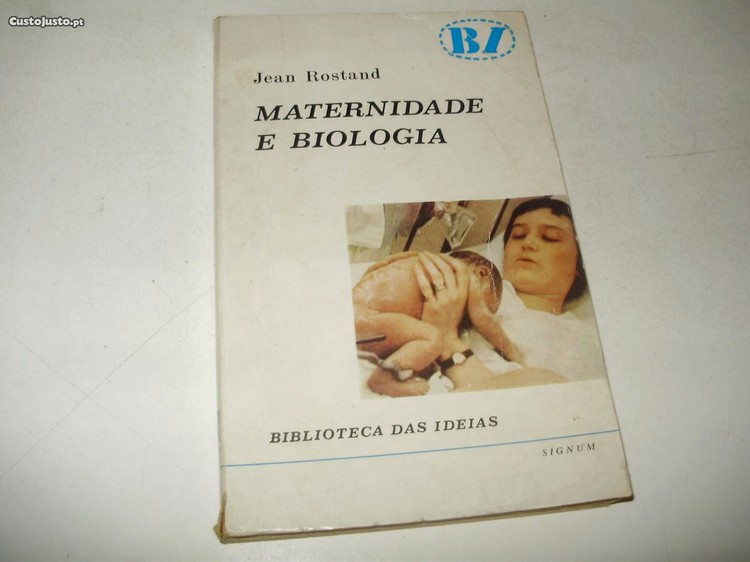 CustoJusto.pt
BI
Jean Rostand
MATERNIDADE
E BIOLOGIA
BIBLIOTECA DAS IDEIAS
SIGNUM